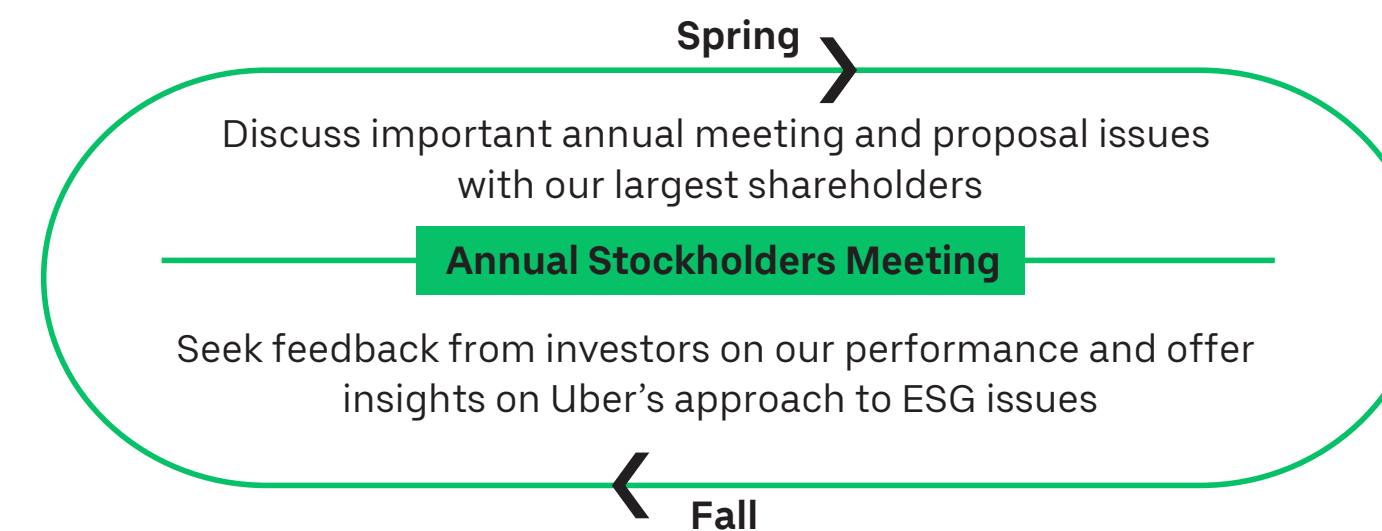 Spring
Discuss important annual meeting and proposal issues
with our largest shareholders
Annual Stockholders Meeting
Seek feedback from investors on our performance and offer
insights on Uber’s approach to ESG issues
Fall